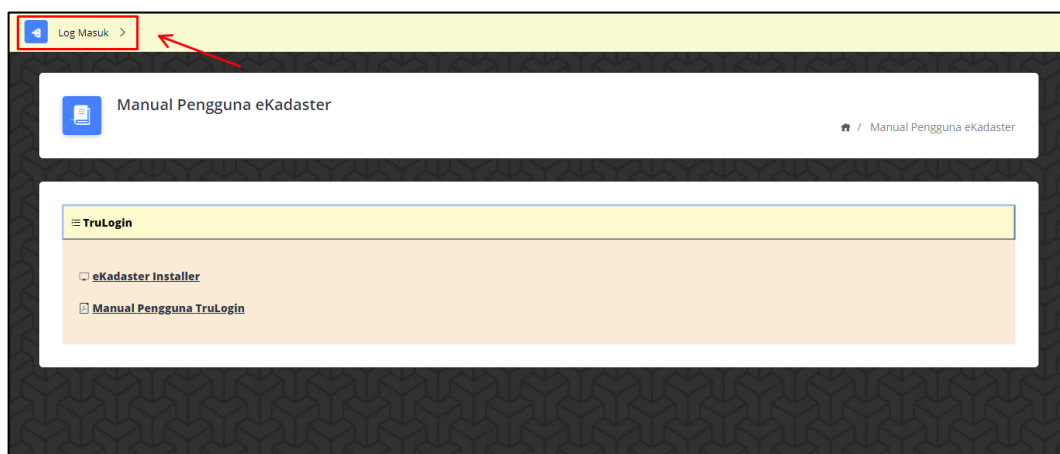 Log Masuk
Manual Pengguna eKadaster
/ Manual Pengguna eKadaster
TruLogin
eKadaster Installer
Manual Pengguna TruLogin